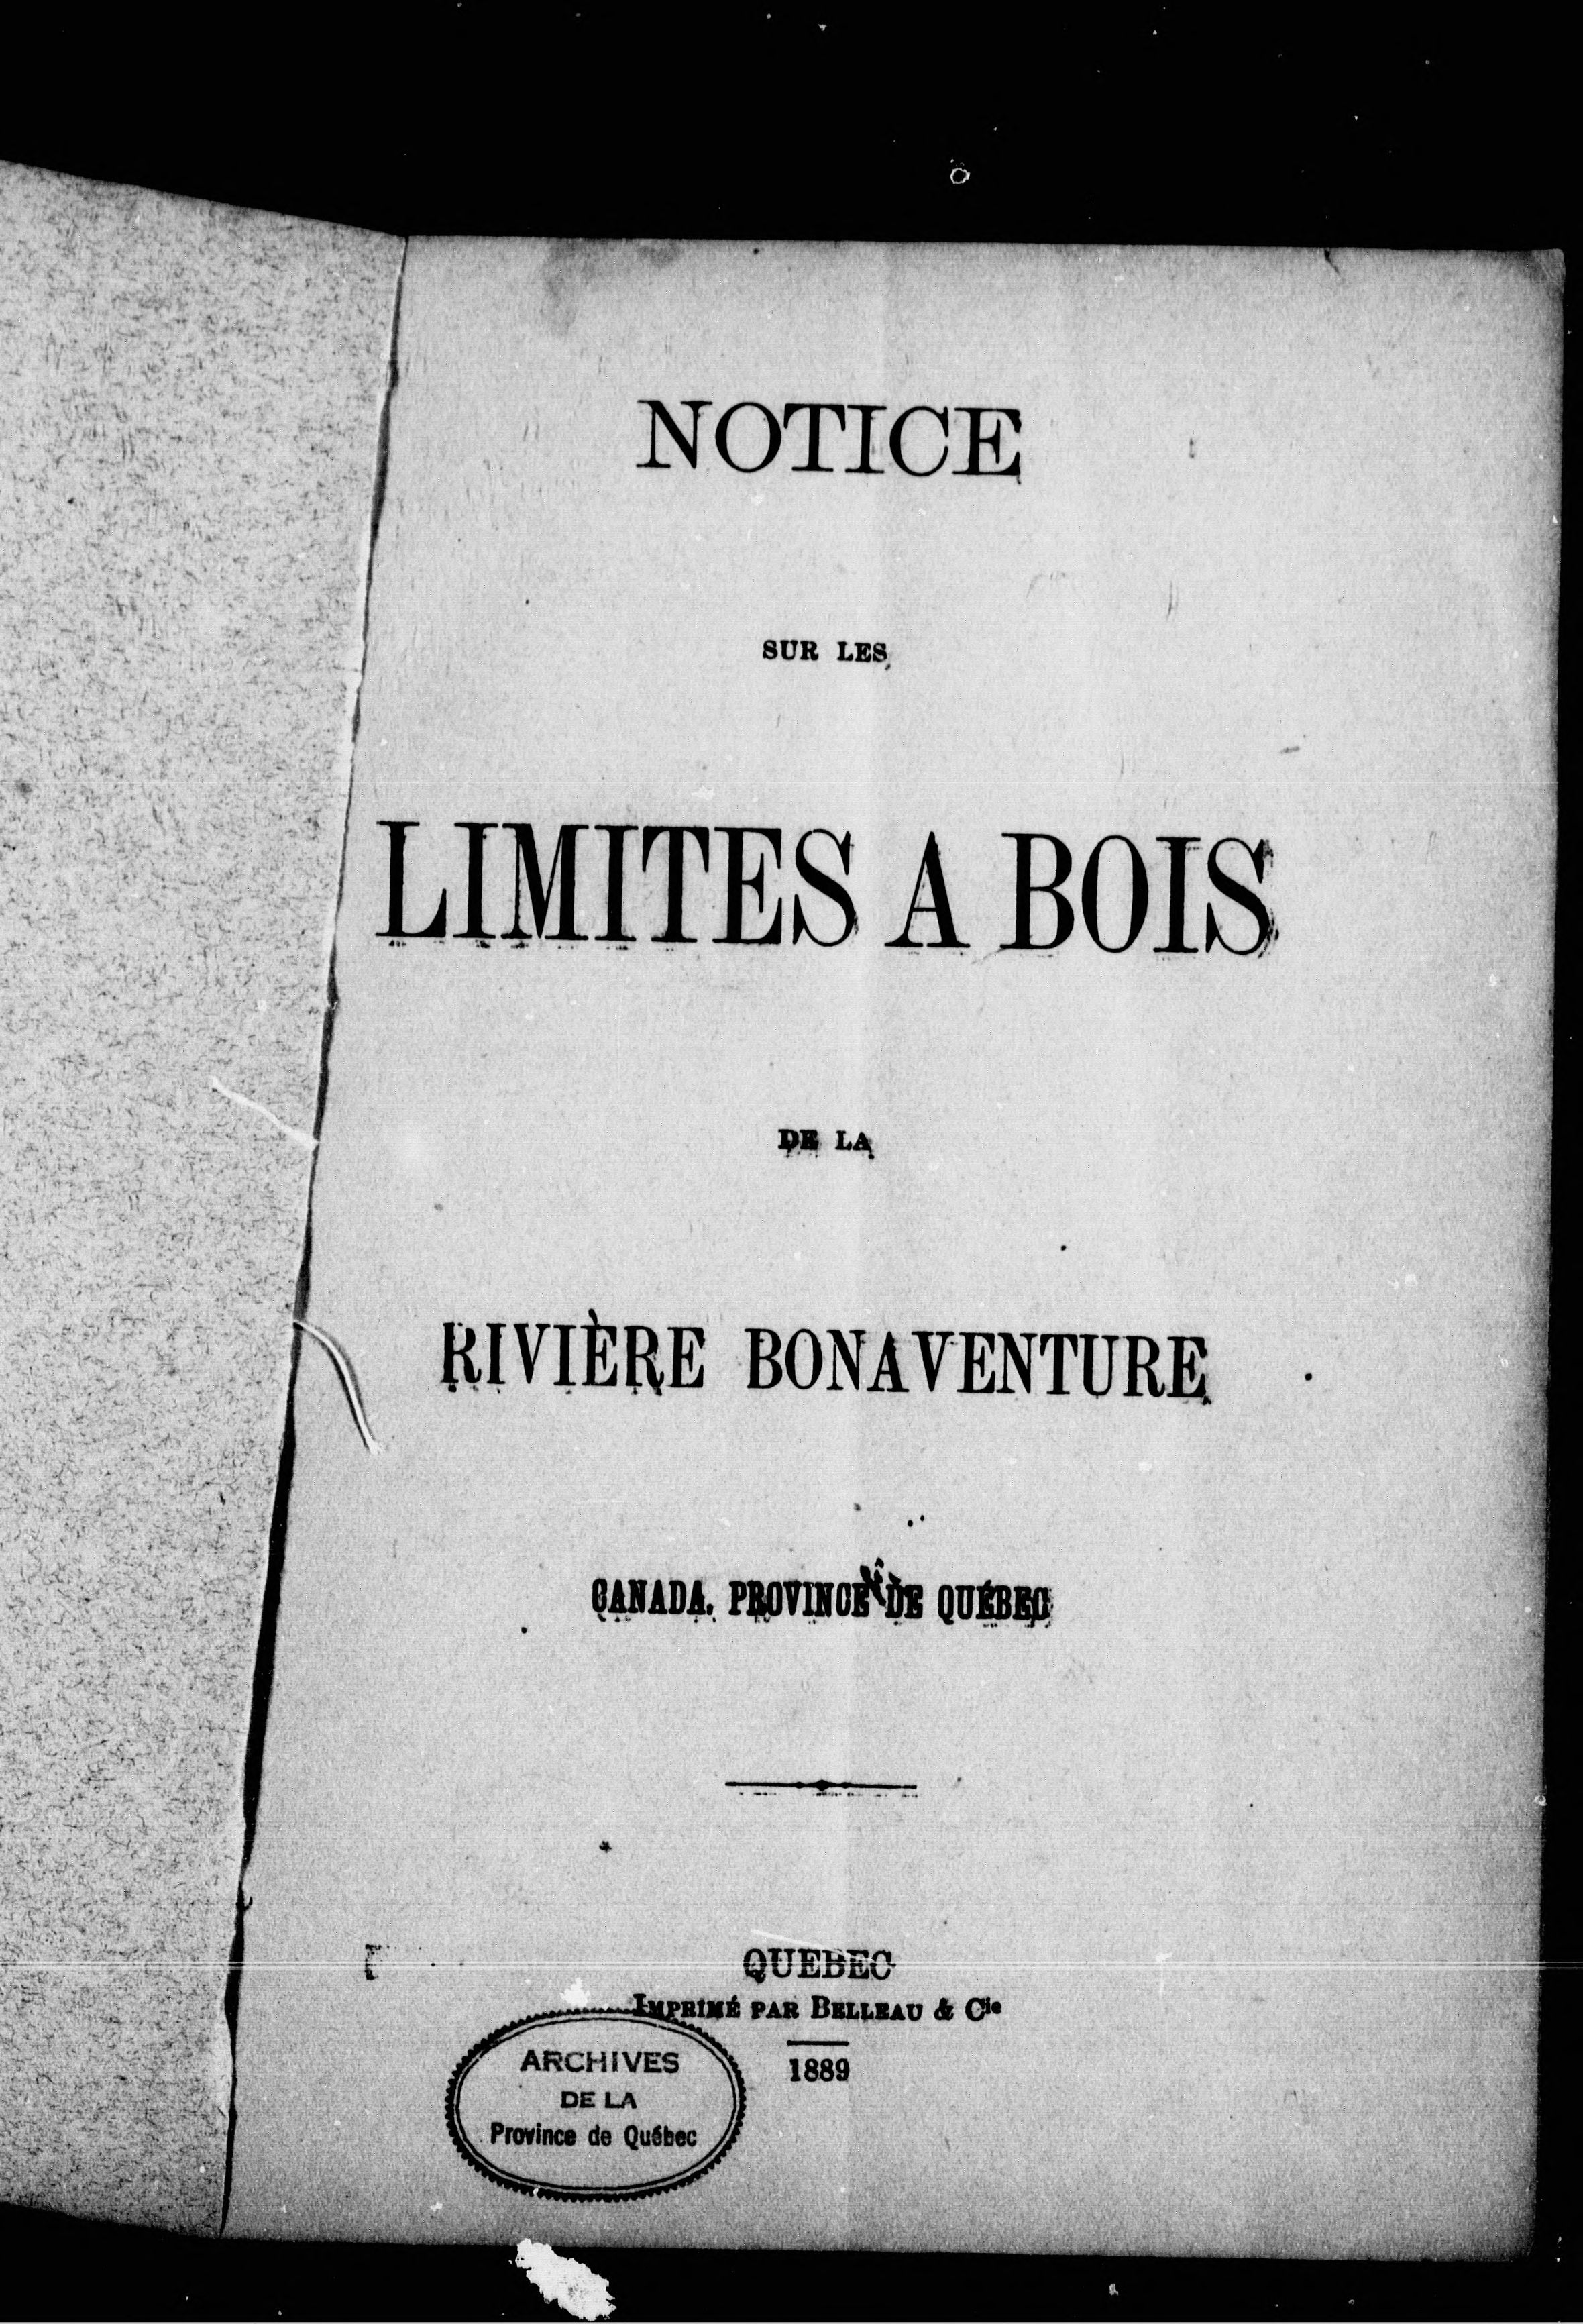 NOTICE
SUR LES
LIMITES A BOIS
DE LA
RIVIÈRE BONAVENTURE
CANADA. PROVINCE DE QUÉBEC
QUEBEC
IMPRIMÉ PAR BELLEAU & Cie
1889
ARCHIVES
DE LA
Province de Québec